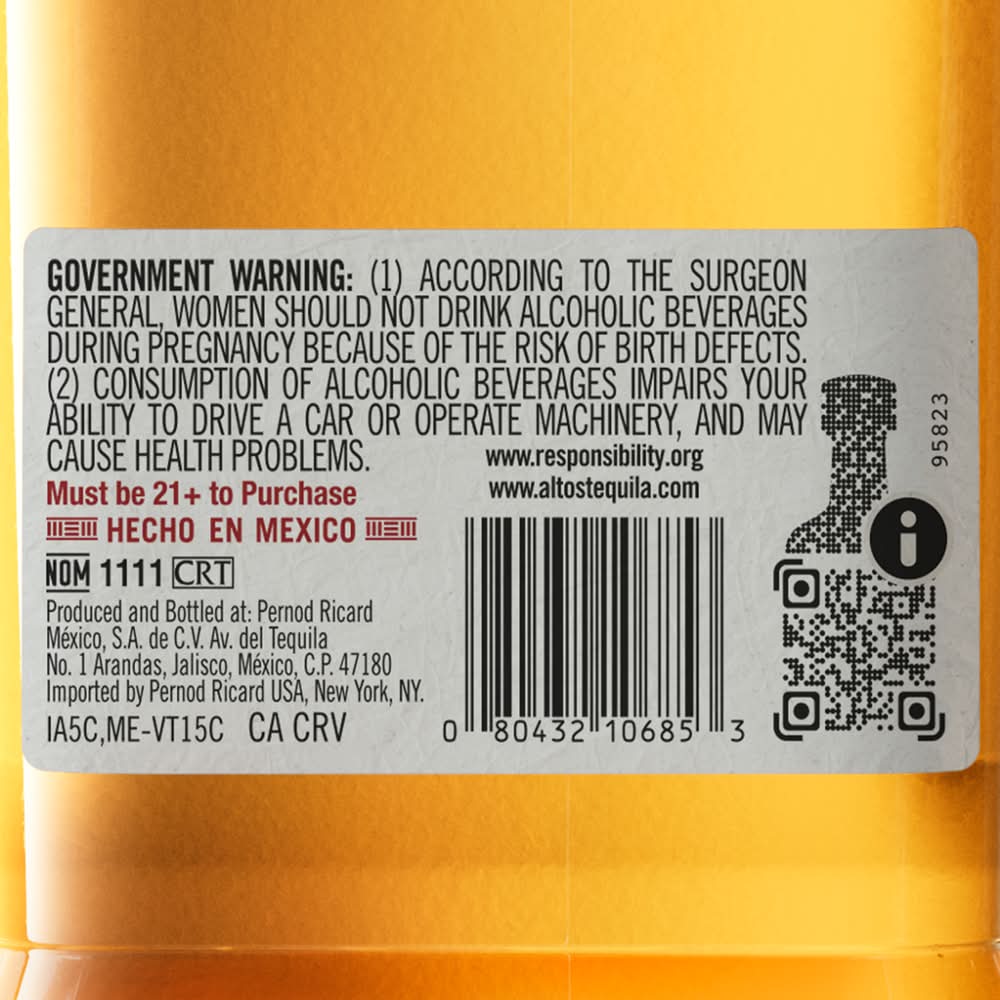 GOVERNMENT WARNING: (1) ACCORDING TO THE SURGEON
GENERAL, WOMEN SHOULD NOT DRINK ALCOHOLIC BEVERAGES
DURING PREGNANCY BECAUSE OF THE RISK OF BIRTH DEFECTS.
(2) CONSUMPTION OF ALCOHOLIC BEVERAGES IMPAIRS YOUR
ABILITY TO DRIVE A CAR OR OPERATE MACHINERY, AND MAY
CAUSE HEALTH PROBLEMS.
www.responsibility.org
www.altostequila.com
Must be 21+ to Purchase
HECHO EN MEXICO
NOM 1111 CRT
Produced and Bottled at: Pernod Ricard
México, S.A. de C.V. Av. del Tequila
No. 1 Arandas, Jalisco, México, C.P. 47180
Imported by Pernod Ricard USA, New York, NY.
IA5C,ME-VT15C CA CRV
0 80432 10685 3
95823
i